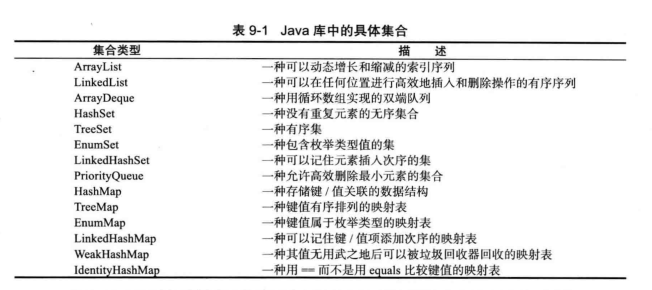 表 9-1 Java 库中的具体集合
集合类型 描 述
ArrayList 一种可以动态增长和缩减的索引序列
LinkedList 一种可以在任何位置进行高效地插入和删除操作的有序序列
ArrayDeque 一种用循环数组实现的双端队列
HashSet 一种没有重复元素的无序集合
TreeSet 一种有序集
EnumSet 一种包含枚举类型值的集
LinkedHashSet 一种可以记住元素插入次序的集
PriorityQueue 一种允许高效删除最小元素的集合
HashMap 一种存储键 / 值关联的数据结构
TreeMap 一种键值有序排列的映射表
EnumMap 一种键值属于枚举类型的映射表
LinkedHashMap 一种可以记住键 / 值项添加次序的映射表
WeakHashMap 一种其值无用武之地后可以被垃圾回收器回收的映射表
IdentityHashMap 一种用 == 而不是用 equals 比较键值的映射表